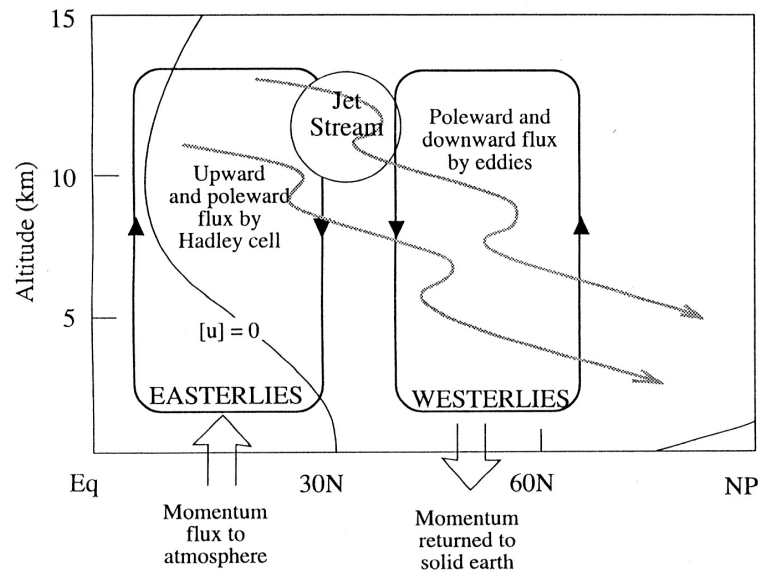 15
10
5
Altitude (km)
Jet
Stream
Poleward and
downward flux
by eddies
Upward
and poleward
flux by
Hadley cell
[u] = 0
EASTERLIES
WESTERLIES
Eq
30N
60N
NP
Momentum
flux to
atmosphere
Momentum
returned to
solid earth